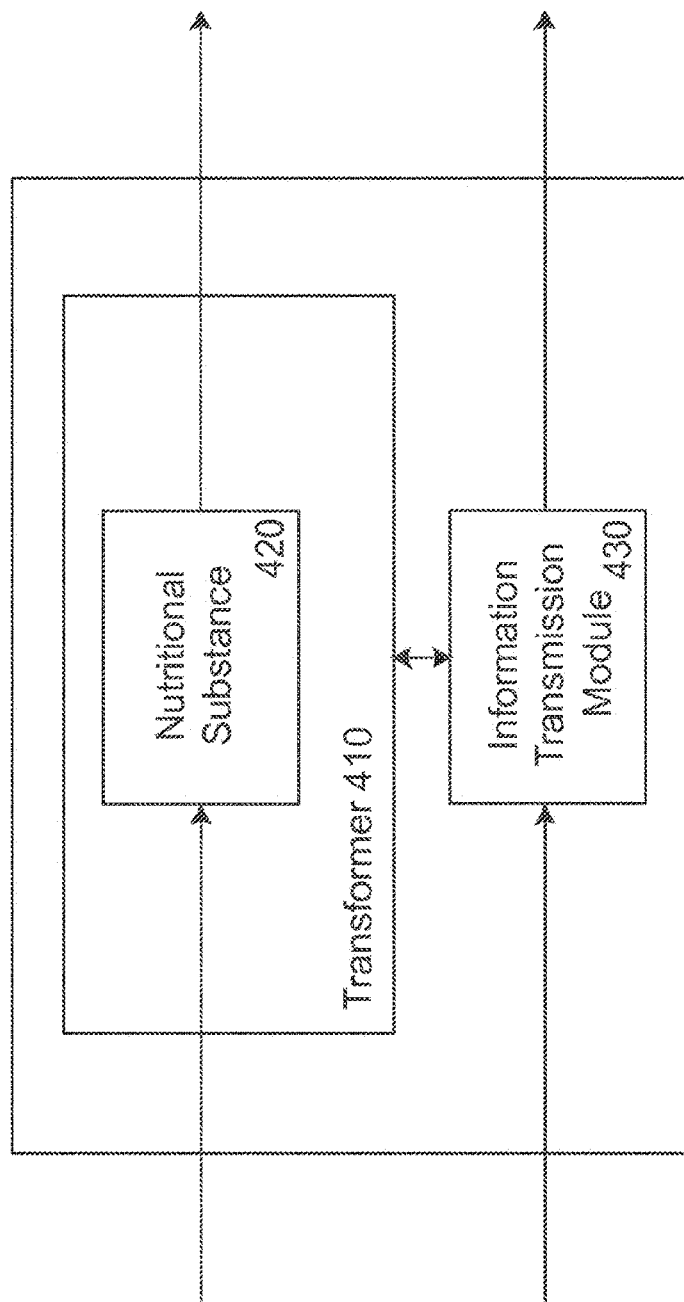 Nutritional
Substance
420
Transformer 410
Information
Transmission
Module 430